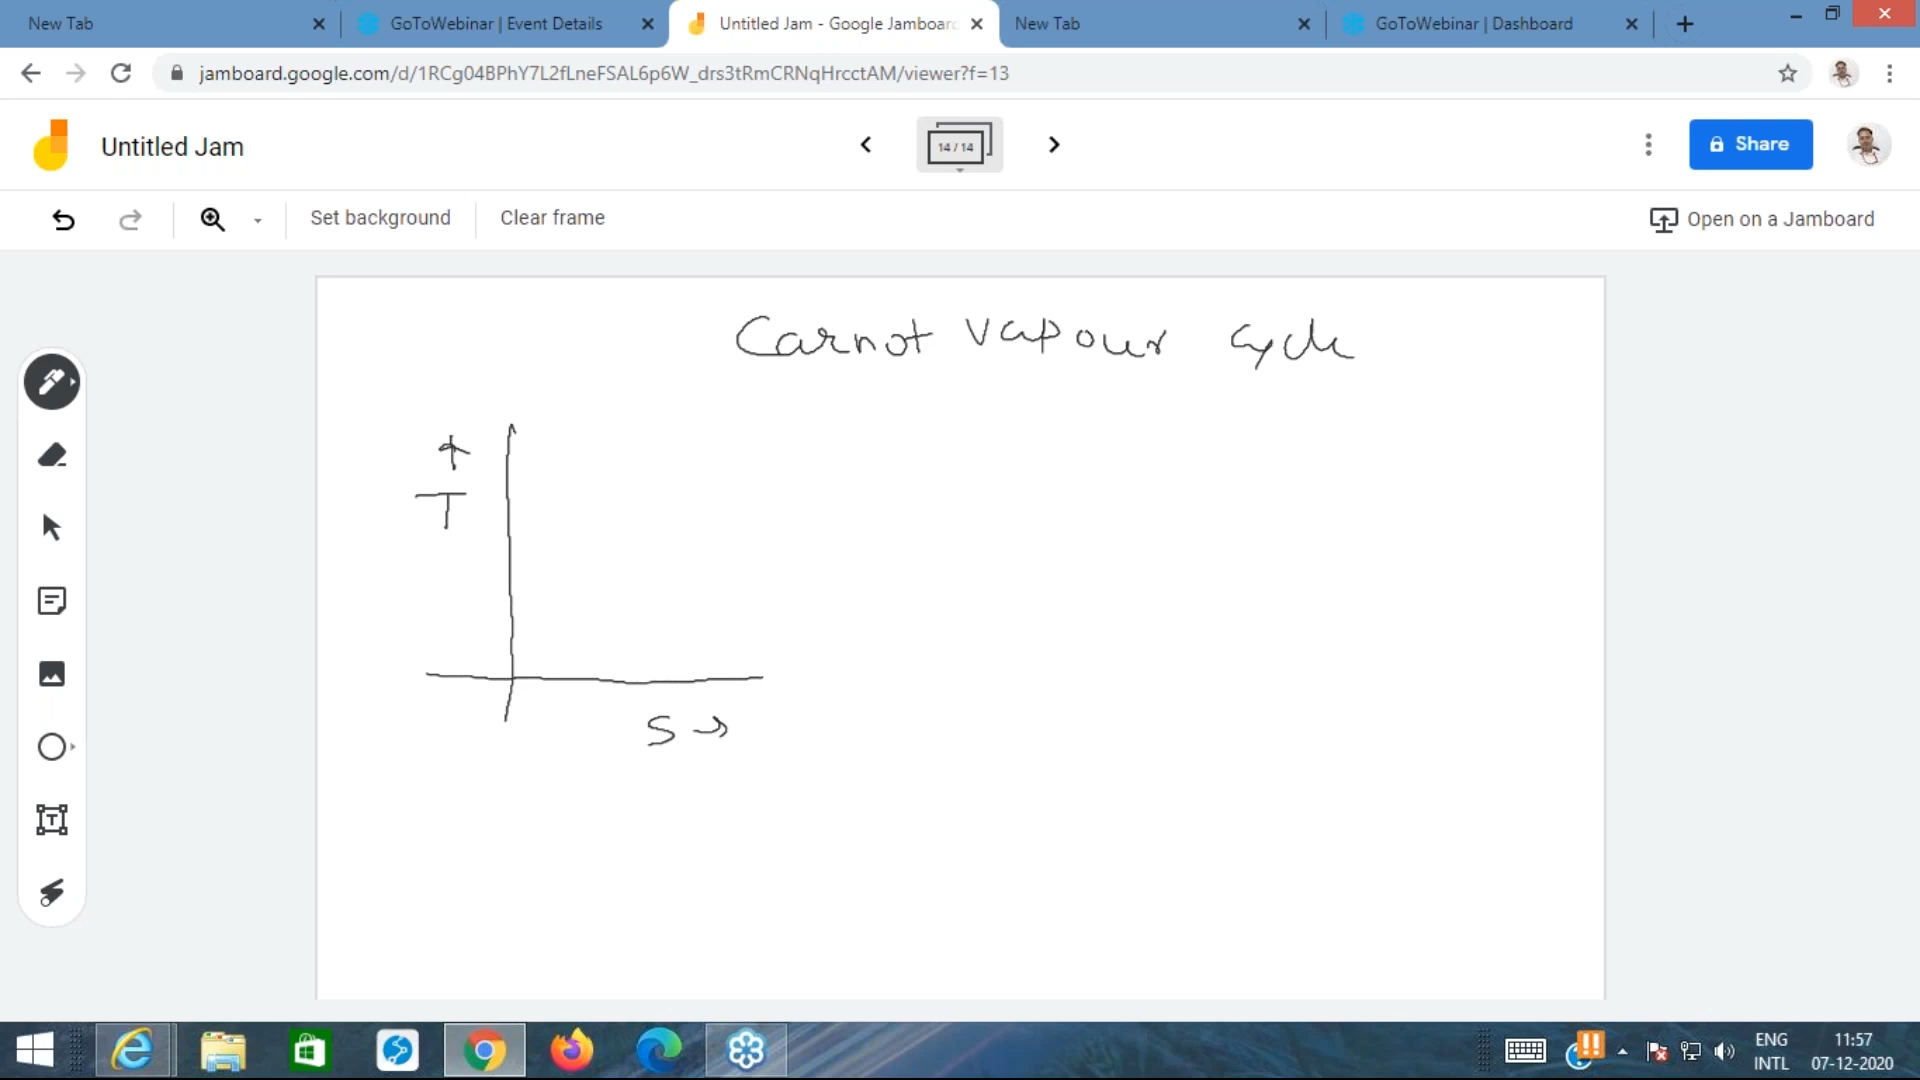 New Tab
GoToWebinar | Event Details
Untitled Jam - Google Jamboard
New Tab
GoToWebinar | Dashboard
jamboard.google.com/d/1RCg04BPhY7L2fLneFSAL6p6W_drs3tRmCRNqHrcctAM/viewer?f=13
Untitled Jam
14 / 14
Share
Set background
Clear frame
Open on a Jamboard
Carnot vapour cycle
T
S →
ENG 11:57
INTL 07-12-2020